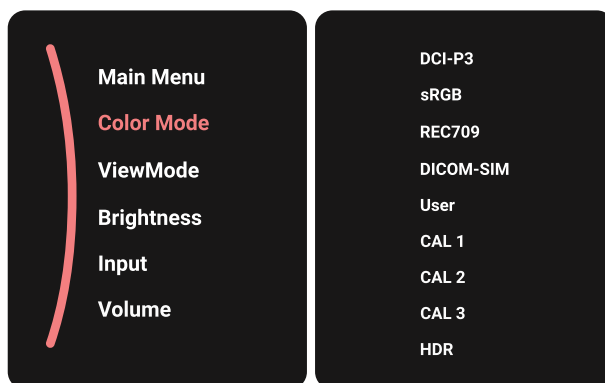 Main Menu
Color Mode
ViewMode
Brightness
Input
Volume
DCI-P3
sRGB
REC709
DICOM-SIM
User
CAL 1
CAL 2
CAL 3
HDR